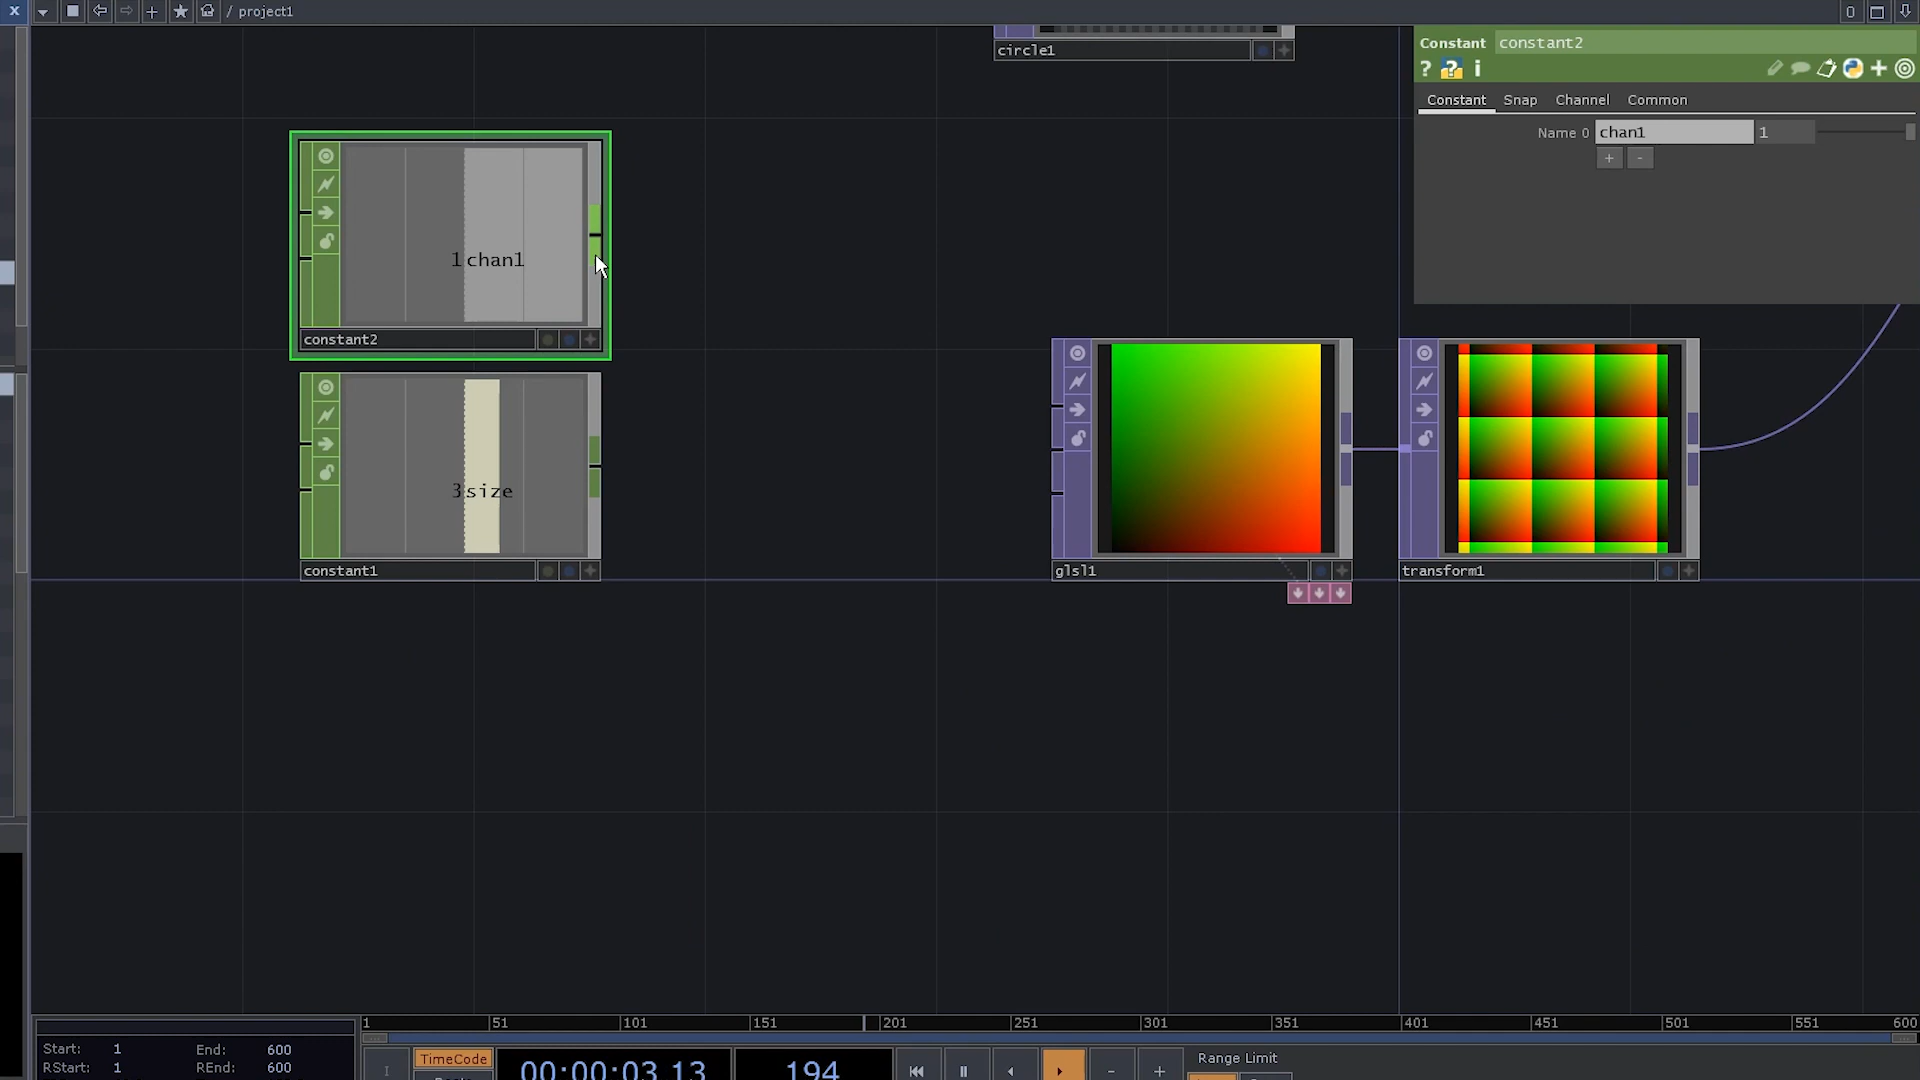 / project1
circle1
Constant constant2
Constant Snap Channel Common
Name 0 chan1 1
+ -
1 chan1
constant2
3 size
constant1
glsl1
transform1
1 51 101 151 201 251 301 351 401 451 501 551 600
Start: 1 End: 600
RStart: 1 REnd: 600
TimeCode
00:00:03.13
194
Range Limit